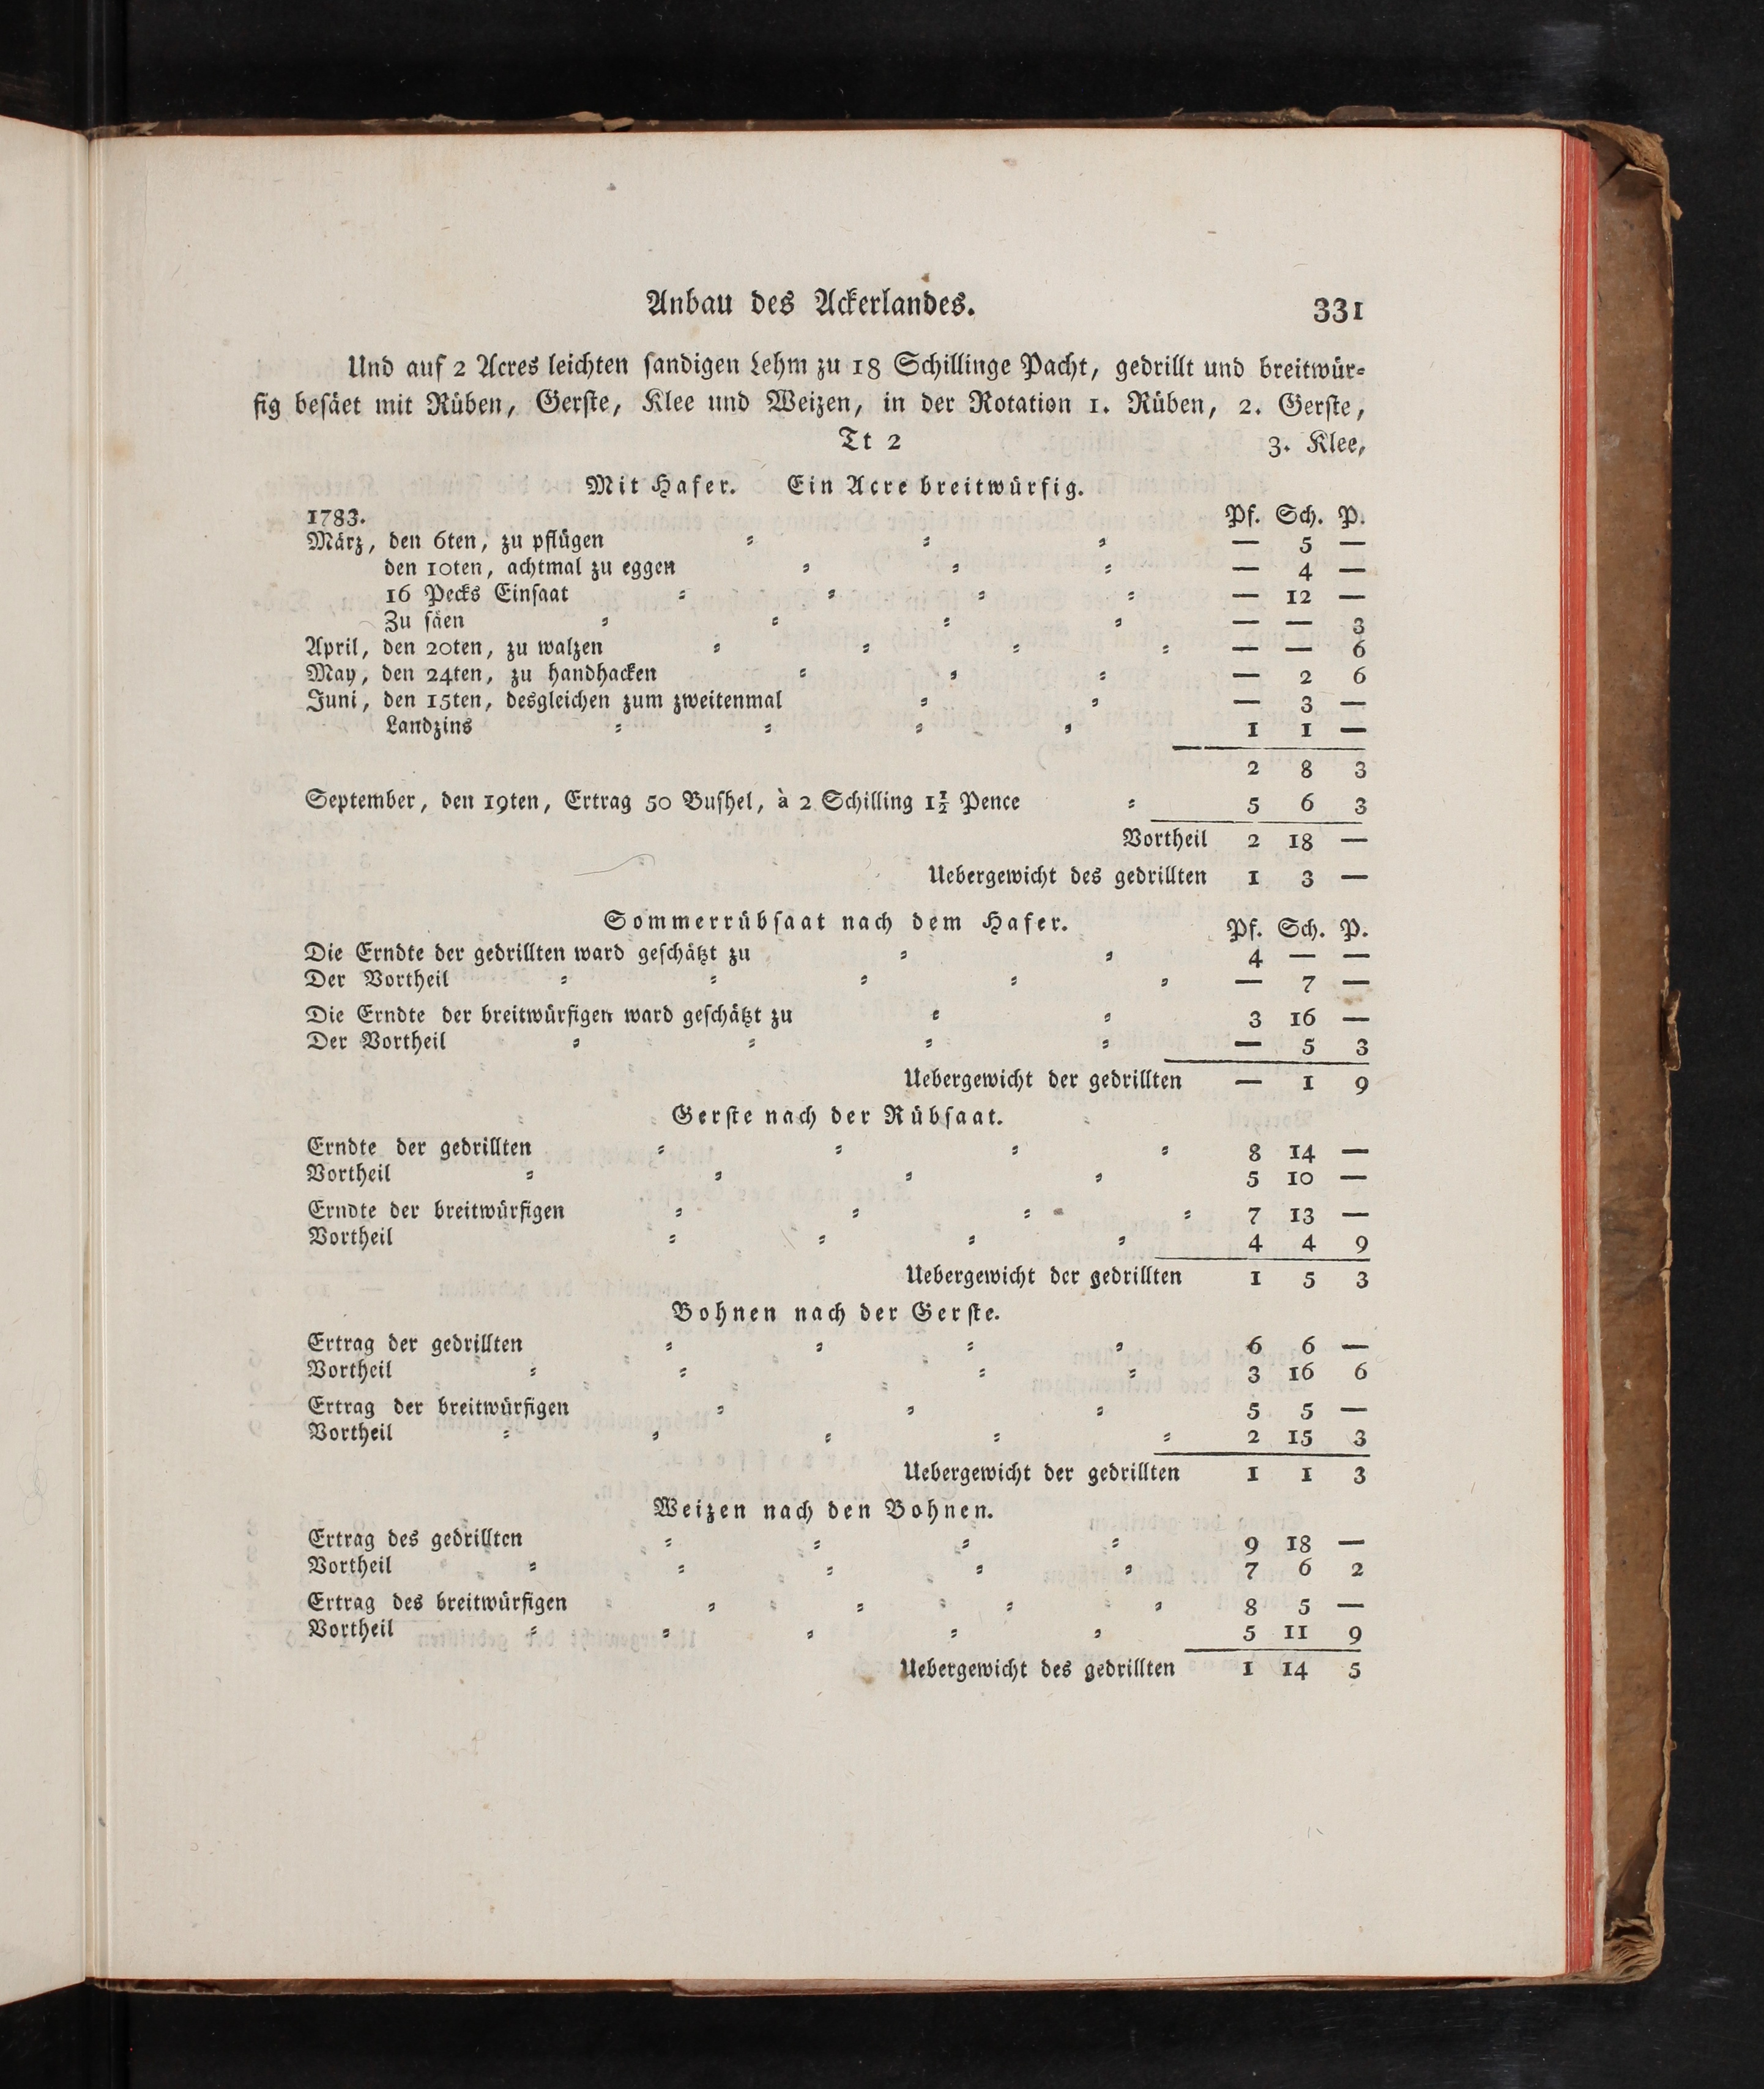 Anbau des Ackerlandes. 331
Und auf 2 Acres leichten sandigen Lehm zu 18 Schillinge Pacht, gedrillt und breitwür-
fig besäet mit Rüben, Gerste, Klee und Weizen, in der Rotation 1. Rüben, 2. Gerste,
Tt 2 3. Klee,
Mit Hafer. Ein Acre breitwürfig.
1783. Pf. Sch. P.
März, den 6ten, zu pflügen — 5 —
den 10ten, achtmal zu eggen — 4 —
16 Pecks Einsaat — 12 —
Zu säen — — 3
April, den 20ten, zu walzen — — 6
May, den 24ten, zu handhacken — 2 6
Juni, den 15ten, desgleichen zum zweitenmal — 3 —
Landzins 1 1 —
2 8 3
September, den 19ten, Ertrag 50 Bushel, à 2 Schilling 1½ Pence 5 6 3
Vortheil 2 18 —
Uebergewicht des gedrillten 1 3 —
Sommerrübsaat nach dem Hafer. Pf. Sch. P.
Die Erndte der gedrillten ward geschätzt zu 4 — —
Der Vortheil — 7 —
Die Erndte der breitwürfigen ward geschätzt zu 3 16 —
Der Vortheil — 5 3
Uebergewicht der gedrillten — 1 9
Gerste nach der Rübsaat.
Erndte der gedrillten 8 14 —
Vortheil 5 10 —
Erndte der breitwürfigen 7 13 —
Vortheil 4 4 9
Uebergewicht der gedrillten 1 5 3
Bohnen nach der Gerste.
Ertrag der gedrillten 6 6 —
Vortheil 3 16 6
Ertrag der breitwürfigen 5 5 —
Vortheil 2 15 3
Uebergewicht der gedrillten 1 1 3
Weizen nach den Bohnen.
Ertrag des gedrillten 9 18 —
Vortheil 7 6 2
Ertrag des breitwürfigen 8 5 —
Vortheil 5 11 9
Uebergewicht des gedrillten 1 14 5